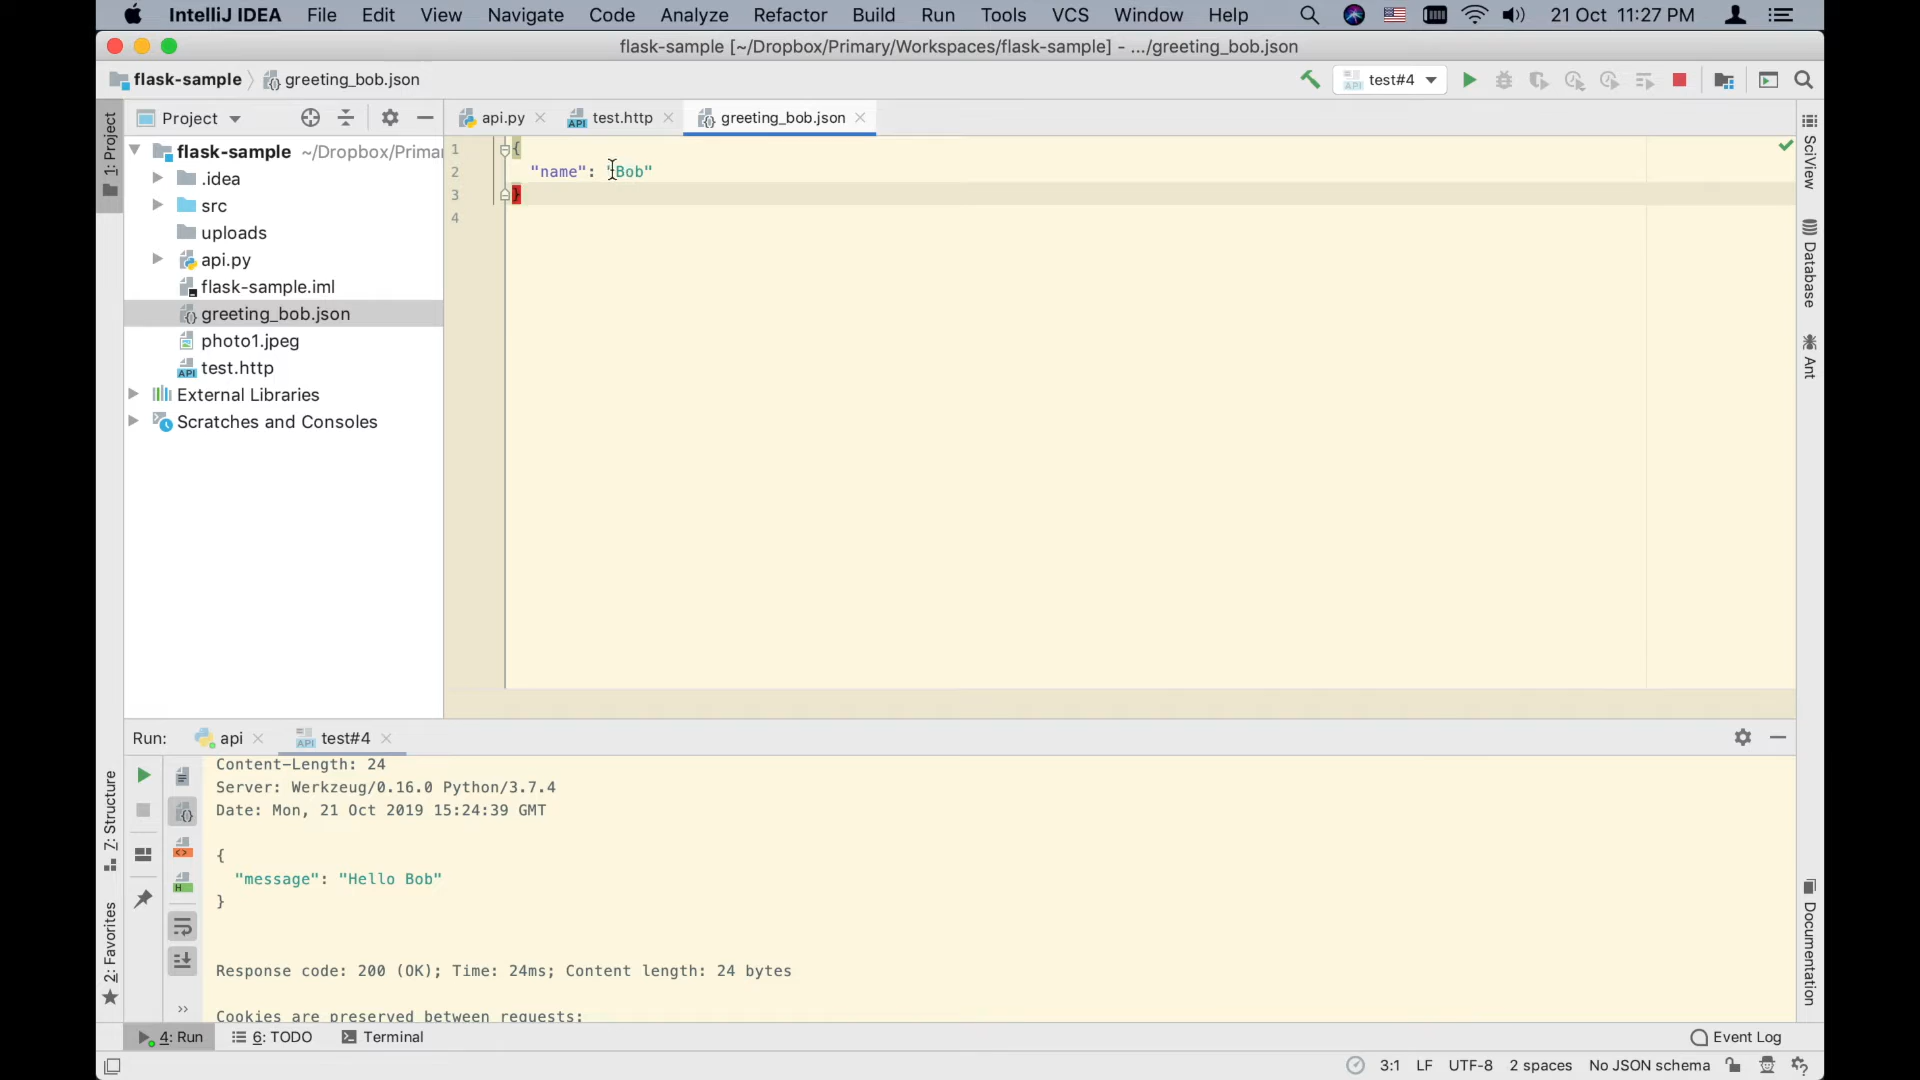 IntelliJ IDEA File Edit View Navigate Code Analyze Refactor Build Run Tools VCS Window Help 21 Oct 11:27 PM
flask-sample [~/Dropbox/Primary/Workspaces/flask-sample] - .../greeting_bob.json
flask-sample greeting_bob.json test#4
1: Project
Project
api.py test.http greeting_bob.json
flask-sample ~/Dropbox/Primar
.idea
src
uploads
api.py
flask-sample.iml
greeting_bob.json
photo1.jpeg
test.http
External Libraries
Scratches and Consoles
1 {
2 "name": "Bob"
3 }
4
SciView
Database
Ant
Run: api test#4
Content-Length: 24
Server: Werkzeug/0.16.0 Python/3.7.4
Date: Mon, 21 Oct 2019 15:24:39 GMT
{
"message": "Hello Bob"
}
Response code: 200 (OK); Time: 24ms; Content length: 24 bytes
Cookies are preserved between requests:
Z: Structure
2: Favorites
Documentation
4: Run 6: TODO Terminal Event Log
3:1 LF UTF-8 2 spaces No JSON schema